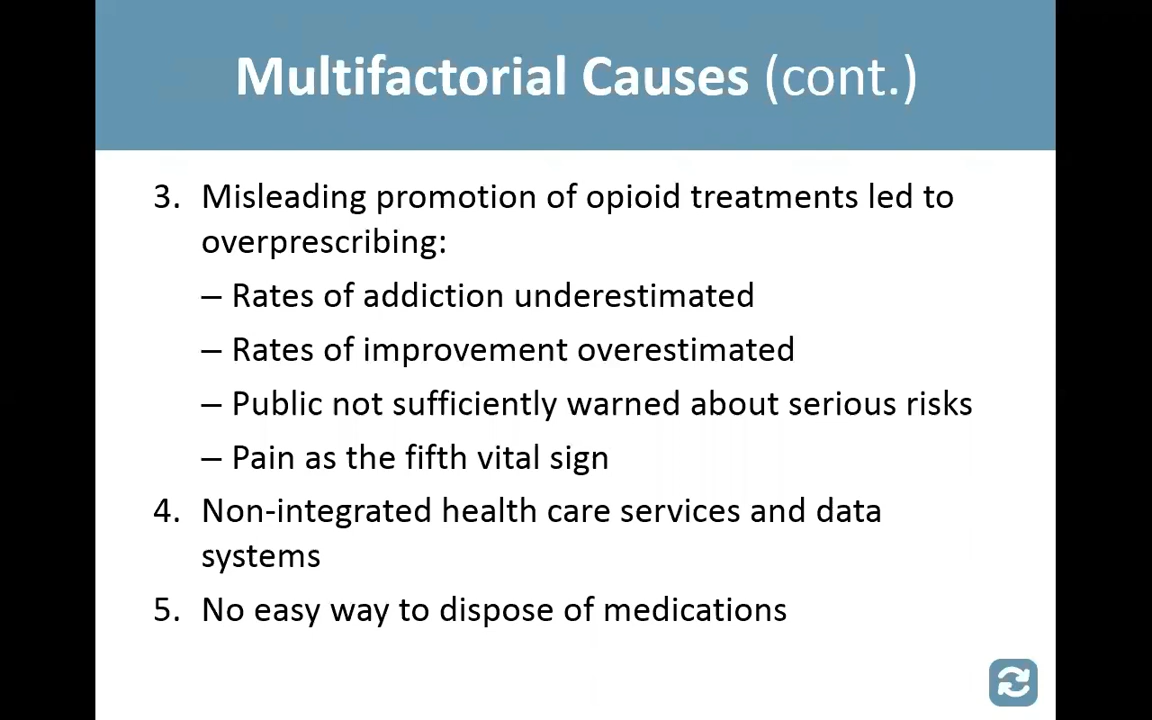 Multifactorial Causes (cont.)
3. Misleading promotion of opioid treatments led to
overprescribing:
– Rates of addiction underestimated
– Rates of improvement overestimated
– Public not sufficiently warned about serious risks
– Pain as the fifth vital sign
4. Non-integrated health care services and data
systems
5. No easy way to dispose of medications